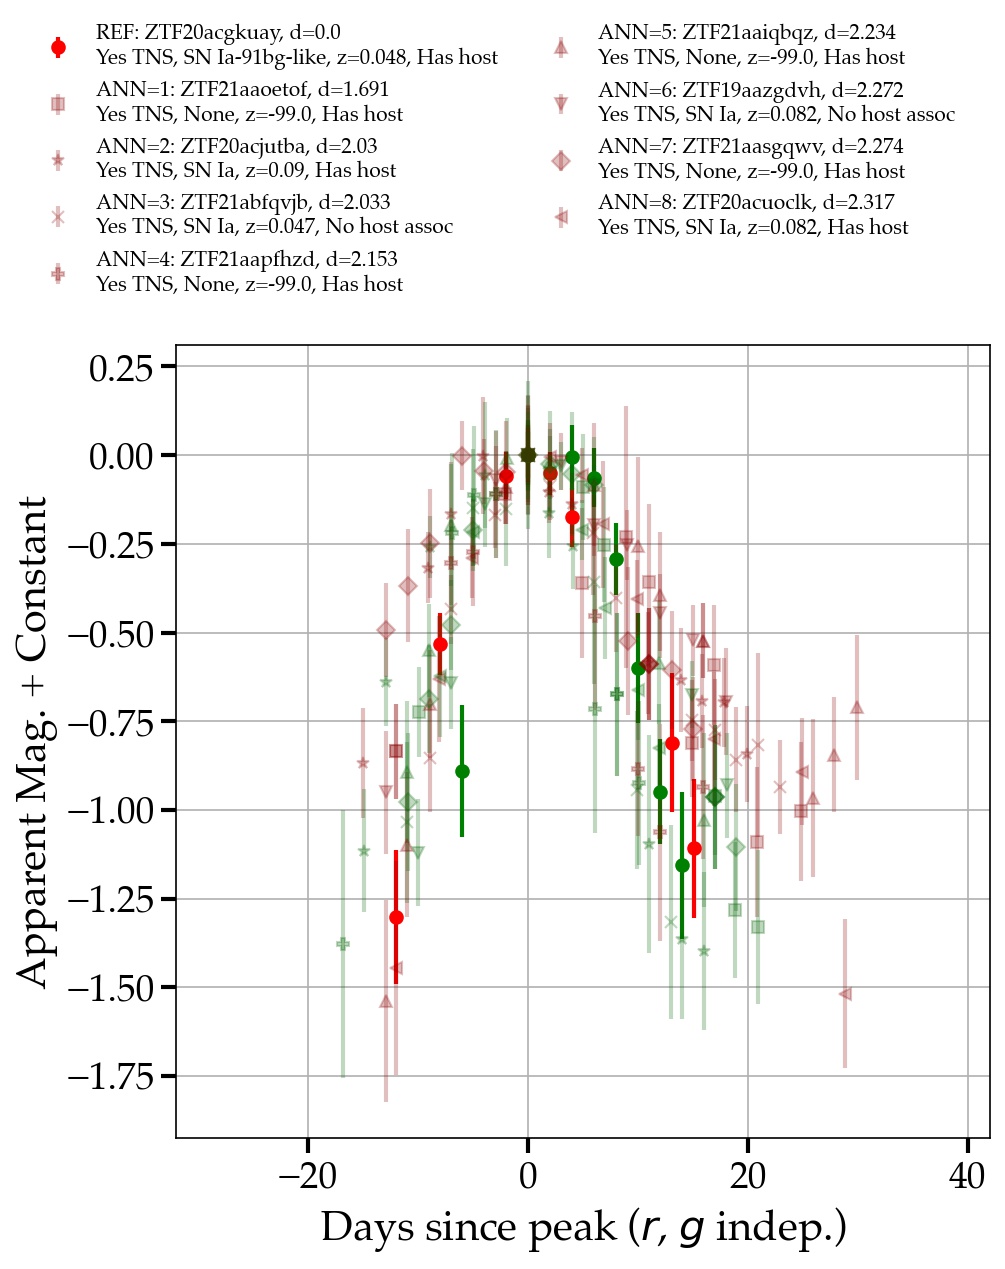 REF: ZTF20acgkuay, d=0.0
Yes TNS, SN Ia-91bg-like, z=0.048, Has host
ANN=1: ZTF21aaoetof, d=1.691
Yes TNS, None, z=-99.0, Has host
ANN=2: ZTF20acjutba, d=2.03
Yes TNS, SN Ia, z=0.09, Has host
ANN=3: ZTF21abfqvjb, d=2.033
Yes TNS, SN Ia, z=0.047, No host assoc
ANN=4: ZTF21aapfhzd, d=2.153
Yes TNS, None, z=-99.0, Has host
ANN=5: ZTF21aaiqbqz, d=2.234
Yes TNS, None, z=-99.0, Has host
ANN=6: ZTF19aazgdvh, d=2.272
Yes TNS, SN Ia, z=0.082, No host assoc
ANN=7: ZTF21aasgqwv, d=2.274
Yes TNS, None, z=-99.0, Has host
ANN=8: ZTF20acuoclk, d=2.317
Yes TNS, SN Ia, z=0.082, Has host
Apparent Mag. + Constant
0.25
0.00
−0.25
−0.50
−0.75
−1.00
−1.25
−1.50
−1.75
−20 0 20 40
Days since peak (r, g indep.)